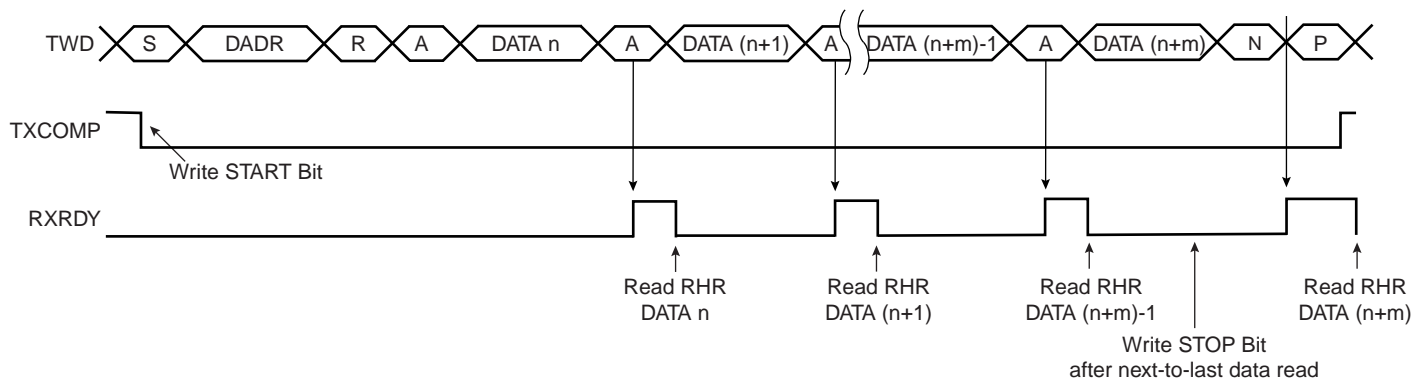 TWD S DADR R A DATA n A DATA (n+1) A DATA (n+m)-1 A DATA (n+m) N P
TXCOMP
Write START Bit
RXRDY
Read RHR
DATA n
Read RHR
DATA (n+1)
Read RHR
DATA (n+m)-1
Read RHR
DATA (n+m)
Write STOP Bit
after next-to-last data read